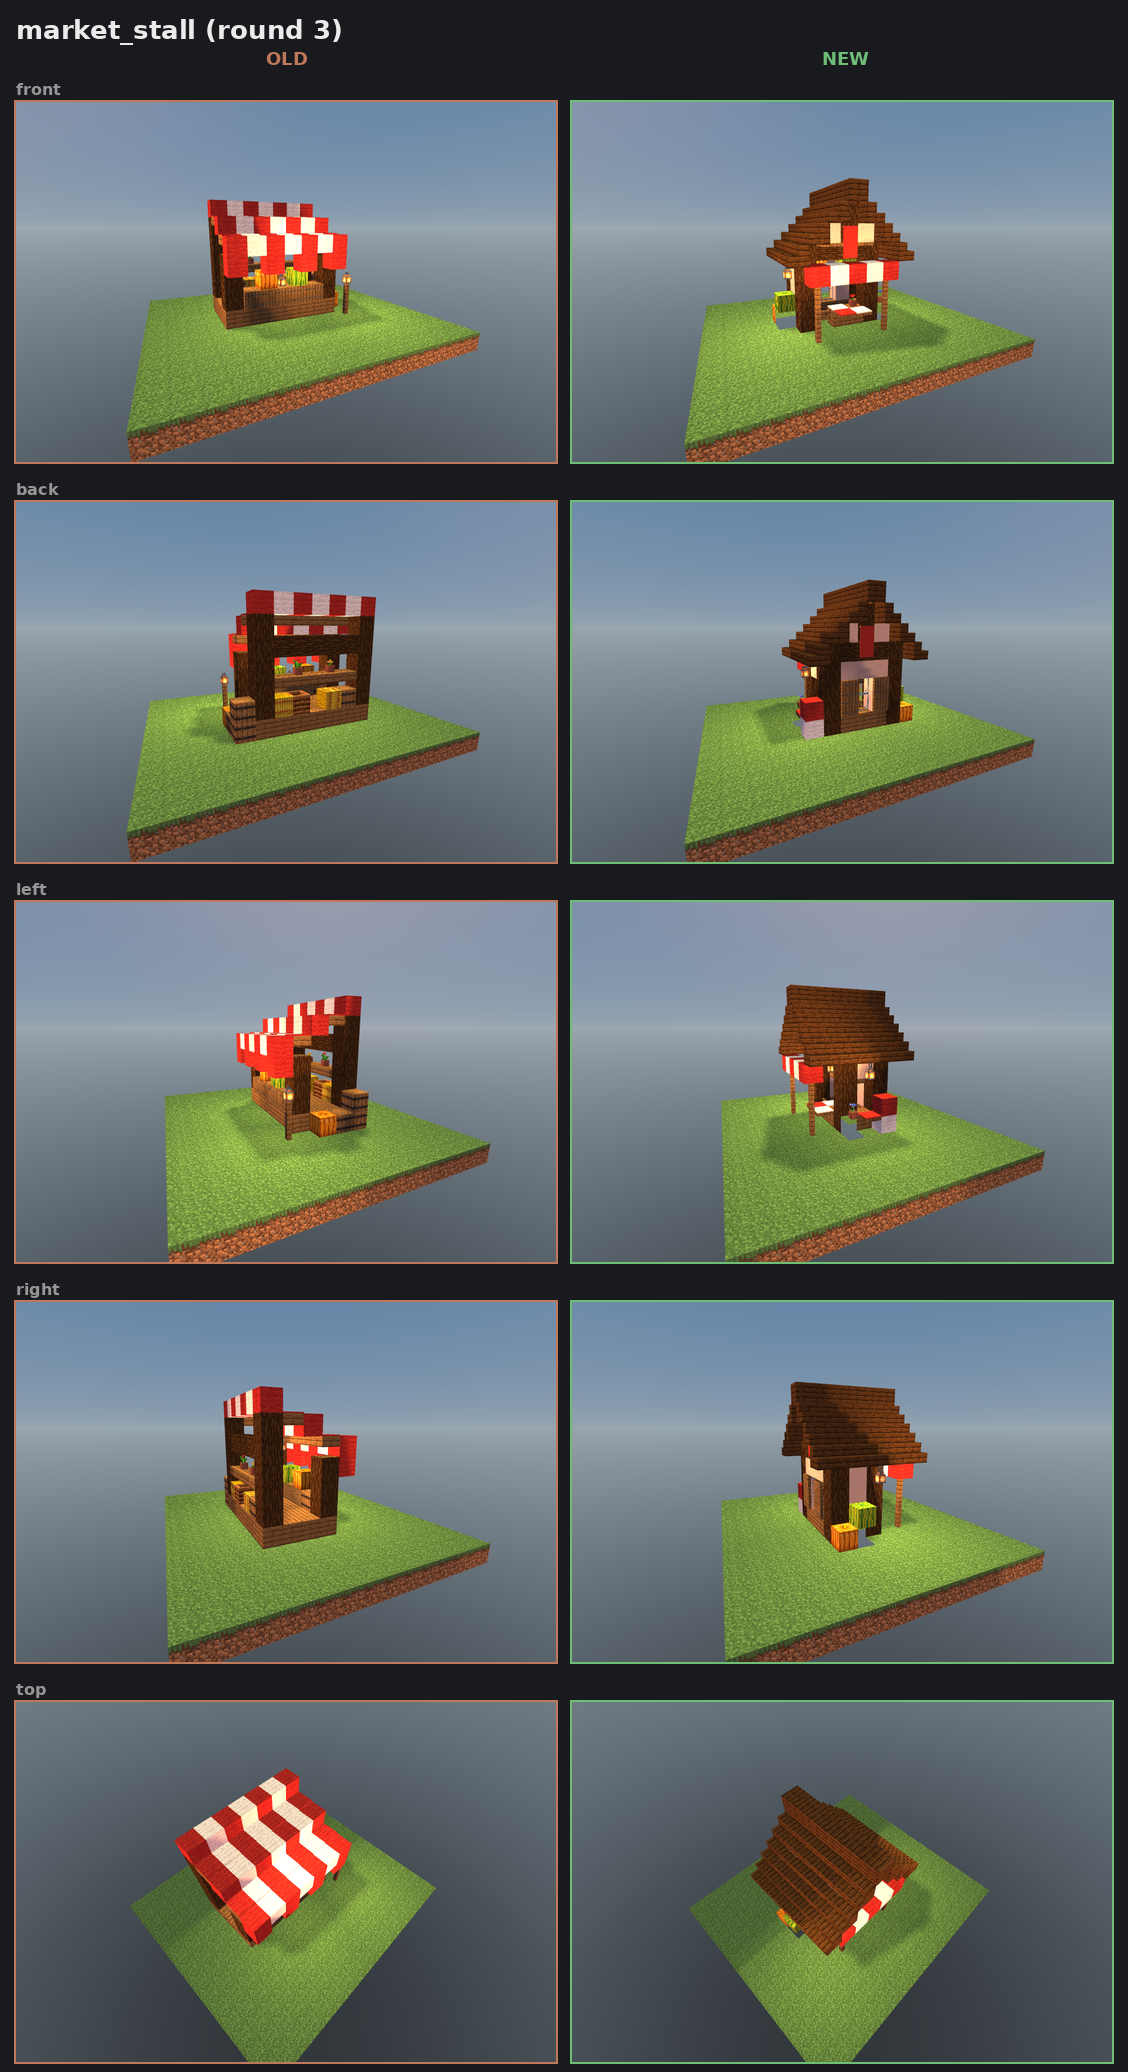 market_stall (round 3)
OLD
NEW
front
back
left
right
top